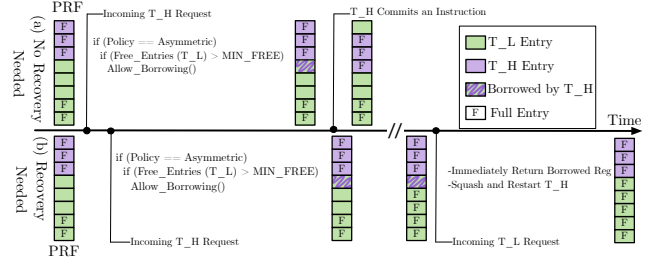 PRF
(a) No Recovery
Needed
F
F
F
F
F
Incoming T_H Request
if (Policy == Asymmetric)
if (Free_Entries (T_L) > MIN_FREE)
Allow_Borrowing()
F
F
F
F
F
T_H Commits an Instruction
F
F
F
F
F
T_L Entry
T_H Entry
Borrowed by T_H
F Full Entry
Time
(b) Recovery
Needed
F
F
F
F
F
PRF
if (Policy == Asymmetric)
if (Free_Entries (T_L) > MIN_FREE)
Allow_Borrowing()
Incoming T_H Request
F
F
F
F
F
//
F
F
F
F
F
F
F
-Immediately Return Borrowed Reg
-Squash and Restart T_H
Incoming T_L Request
F
F
F
F
F
F
F
F